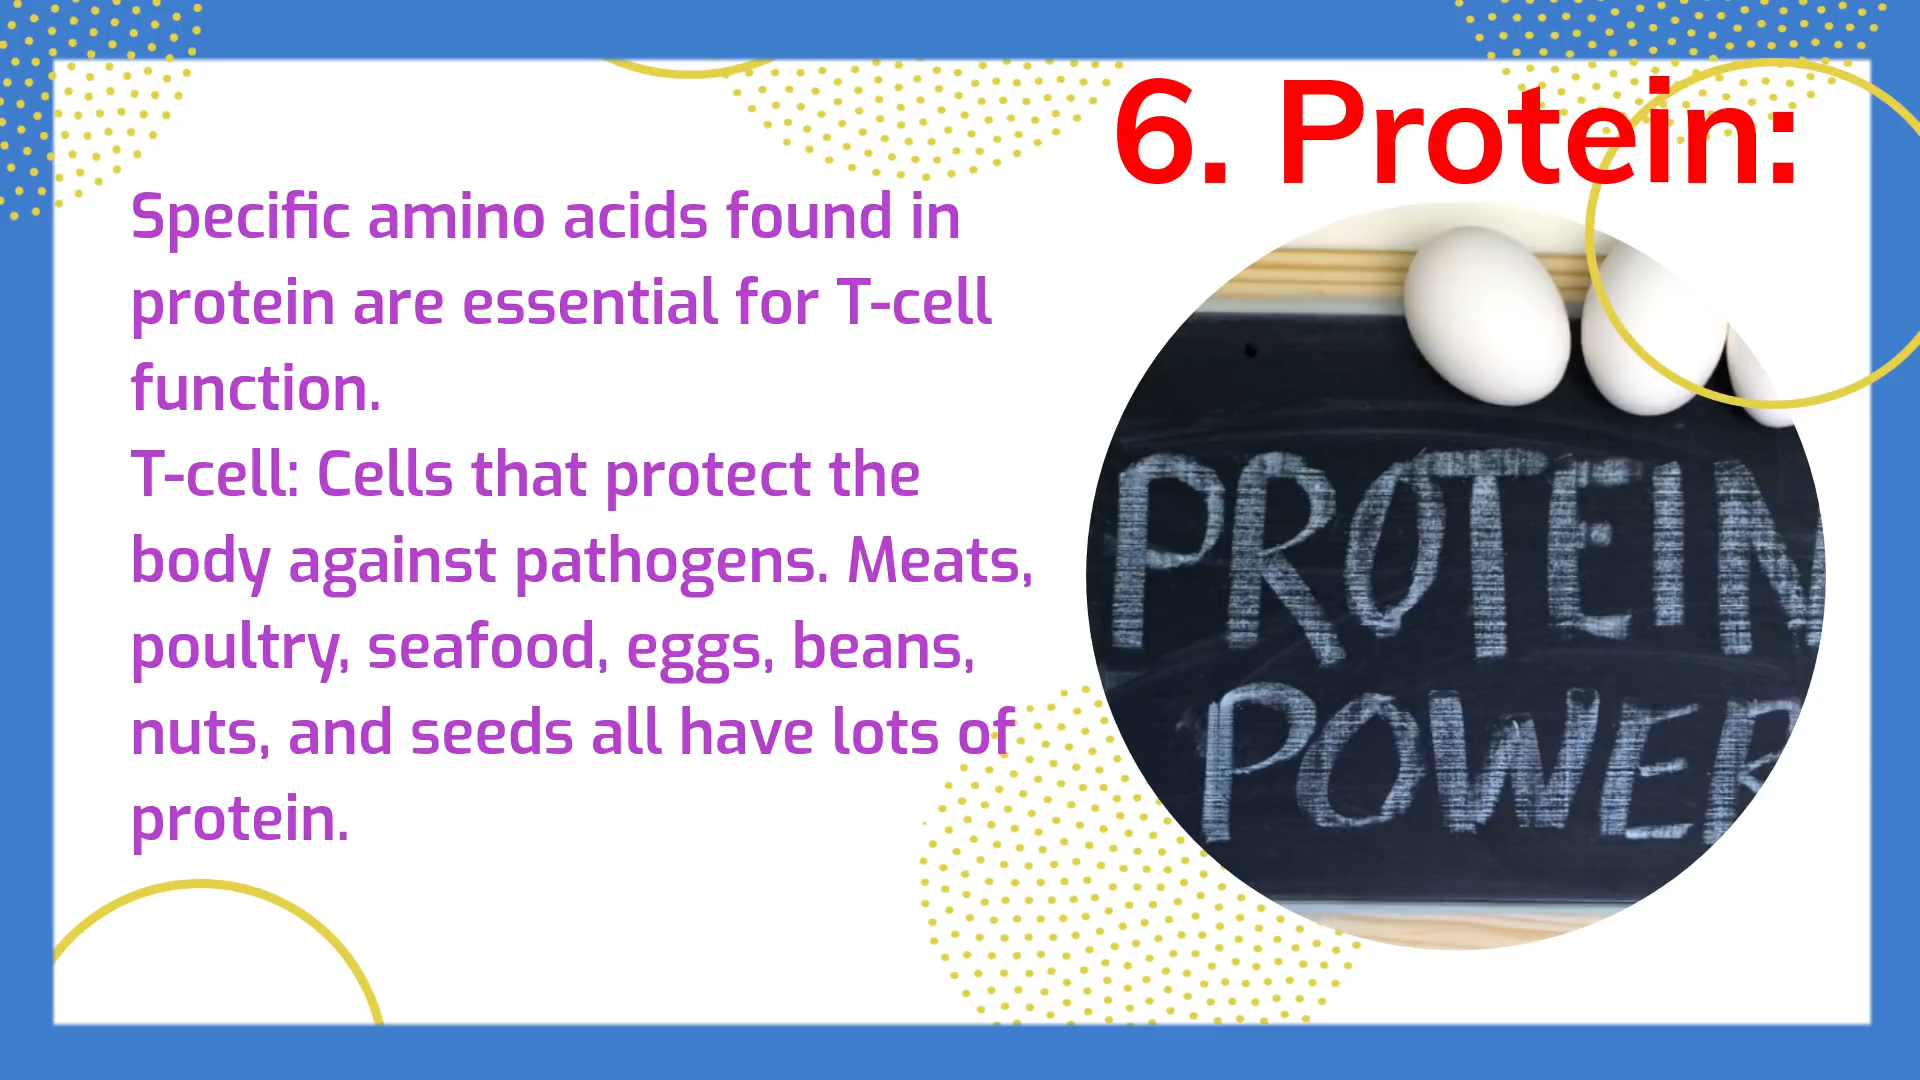 6. Protein:
Specific amino acids found in
protein are essential for T-cell
function.
T-cell: Cells that protect the
body against pathogens. Meats,
poultry, seafood, eggs, beans,
nuts, and seeds all have lots of
protein.
PROTEIN
POWER